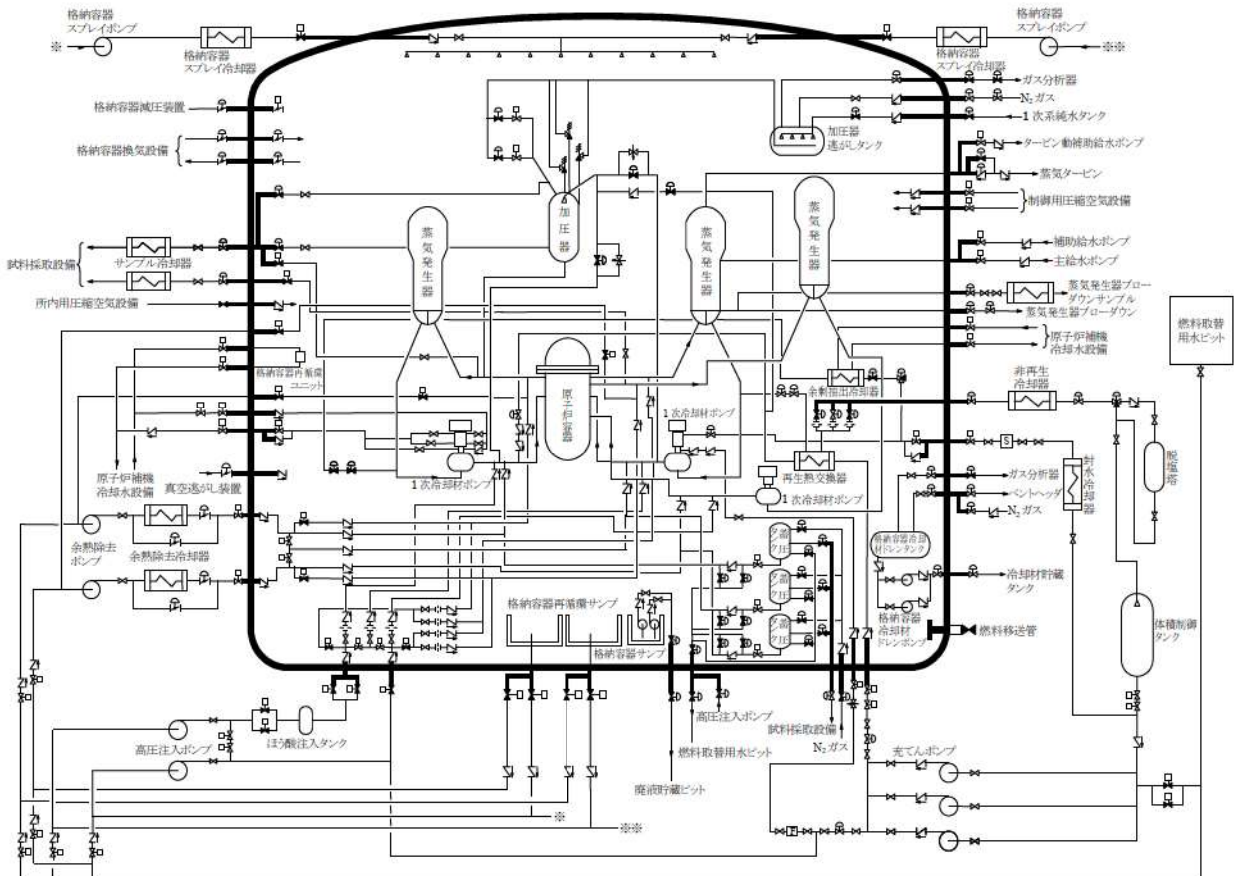 格納容器
スプレイポンプ
※
格納容器
スプレイ冷却器
格納容器
スプレイ冷却器
格納容器
スプレイポンプ
※※
格納容器減圧装置
格納容器換気設備
ガス分析器
N₂ガス
1次系純水タンク
加圧器
逃がしタンク
タービン動補助給水ポンプ
蒸気タービン
制御用圧縮空気設備
加圧器
蒸気発生器
蒸気発生器
蒸気発生器
試料採取設備
サンプル冷却器
所内用圧縮空気設備
補助給水ポンプ
主給水ポンプ
蒸気発生器ブロー
ダウンサンプル
蒸気発生器ブローダウン
原子炉補機
冷却水設備
燃料取替
用水ピット
格納容器再循環
ユニット
原子炉容器
余剰抽出冷却器
非再生
冷却器
1次冷却材ポンプ
1次冷却材ポンプ
1次冷却材ポンプ
再生熱交換器
S
封水冷却器
脱塩塔
原子炉補機
冷却水設備
真空逃がし装置
ガス分析器
ベントヘッダ
N₂ガス
余熱除去
ポンプ
余熱除去冷却器
余熱除去冷却器
蓄圧タンク
蓄圧タンク
蓄圧タンク
格納容器冷却
材ドレンタンク
冷却材貯蔵
タンク
格納容器
冷却材
ドレンポンプ
燃料移送管
体積制御
タンク
格納容器再循環サンプ
格納容器サンプ
高圧注入ポンプ
ほう酸注入タンク
高圧注入ポンプ
燃料取替用水ピット
廃液貯蔵ピット
試料採取設備
N₂ガス
充てんポンプ
※
※※
F